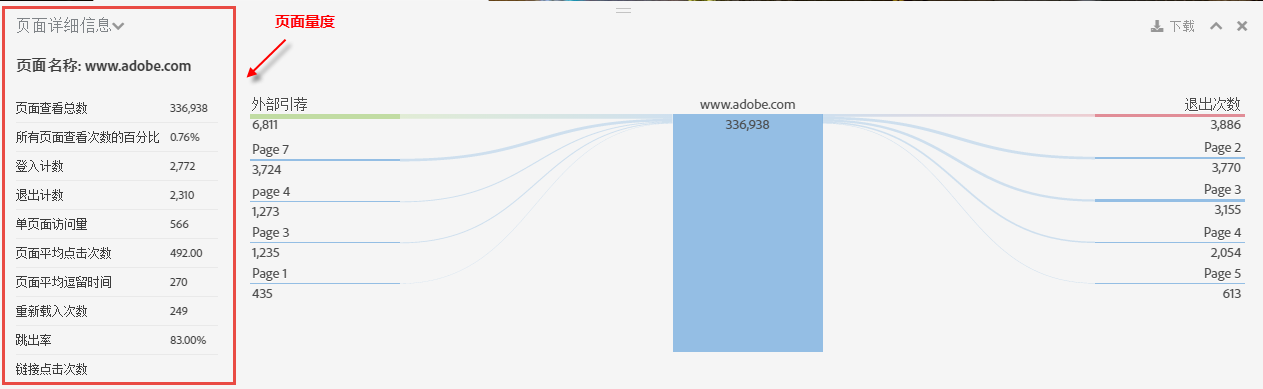 页面详细信息
页面名称: www.adobe.com
页面查看总数 336,938
所有页面查看次数的百分比 0.76%
登入计数 2,772
退出计数 2,310
单页面访问量 566
页面平均点击次数 492.00
页面平均逗留时间 270
重新载入次数 249
跳出率 83.00%
链接点击次数
页面量度
下载
外部引荐
6,811
Page 7
3,724
page 4
1,273
Page 3
1,235
Page 1
435
www.adobe.com
336,938
退出次数
3,886
Page 2
3,770
Page 3
3,155
Page 4
2,054
Page 5
613